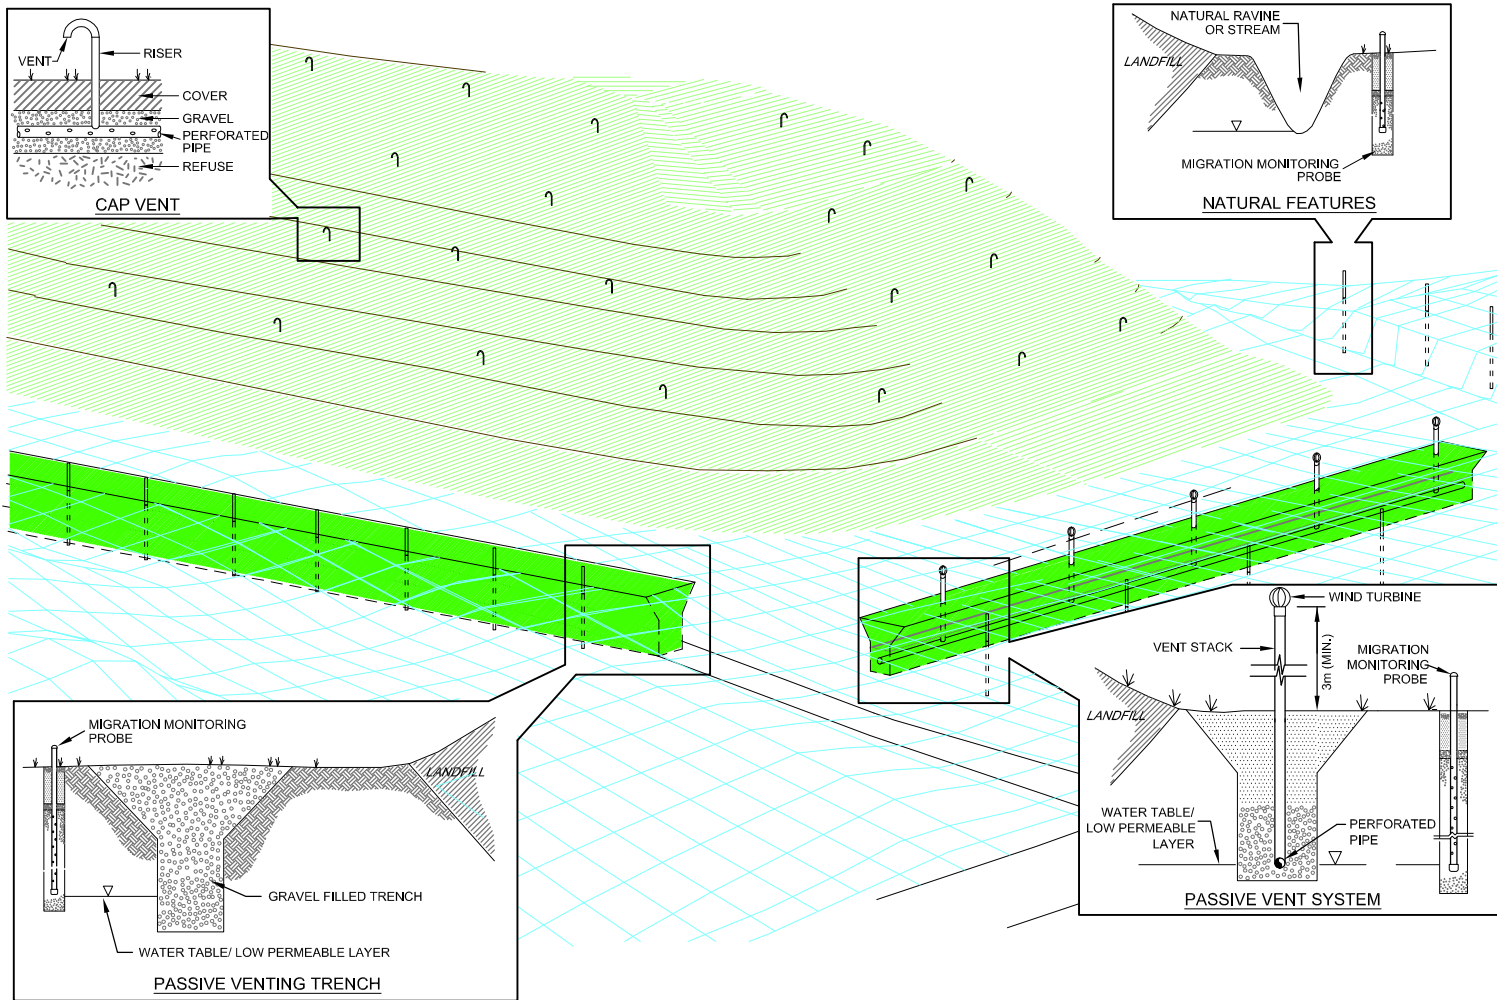 VENT
RISER
COVER
GRAVEL
PERFORATED
PIPE
REFUSE
CAP VENT
NATURAL RAVINE
OR STREAM
LANDFILL
MIGRATION MONITORING
PROBE
NATURAL FEATURES
MIGRATION MONITORING
PROBE
LANDFILL
GRAVEL FILLED TRENCH
WATER TABLE/ LOW PERMEABLE LAYER
PASSIVE VENTING TRENCH
WIND TURBINE
VENT STACK
3m (MIN.)
MIGRATION
MONITORING
PROBE
LANDFILL
WATER TABLE/
LOW PERMEABLE
LAYER
PERFORATED
PIPE
PASSIVE VENT SYSTEM